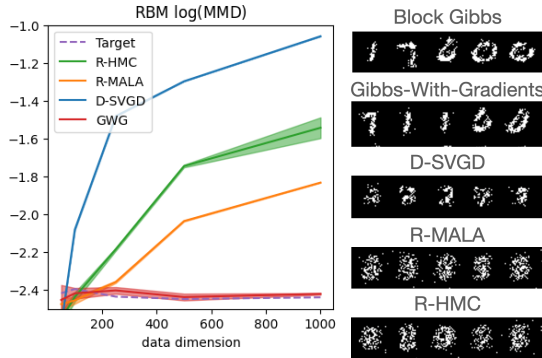 RBM log(MMD)
−1.0
−1.2
−1.4
−1.6
−1.8
−2.0
−2.2
−2.4
Target
R-HMC
R-MALA
D-SVGD
GWG
200
400
600
800
1000
data dimension
Block Gibbs
Gibbs-With-Gradients
D-SVGD
R-MALA
R-HMC